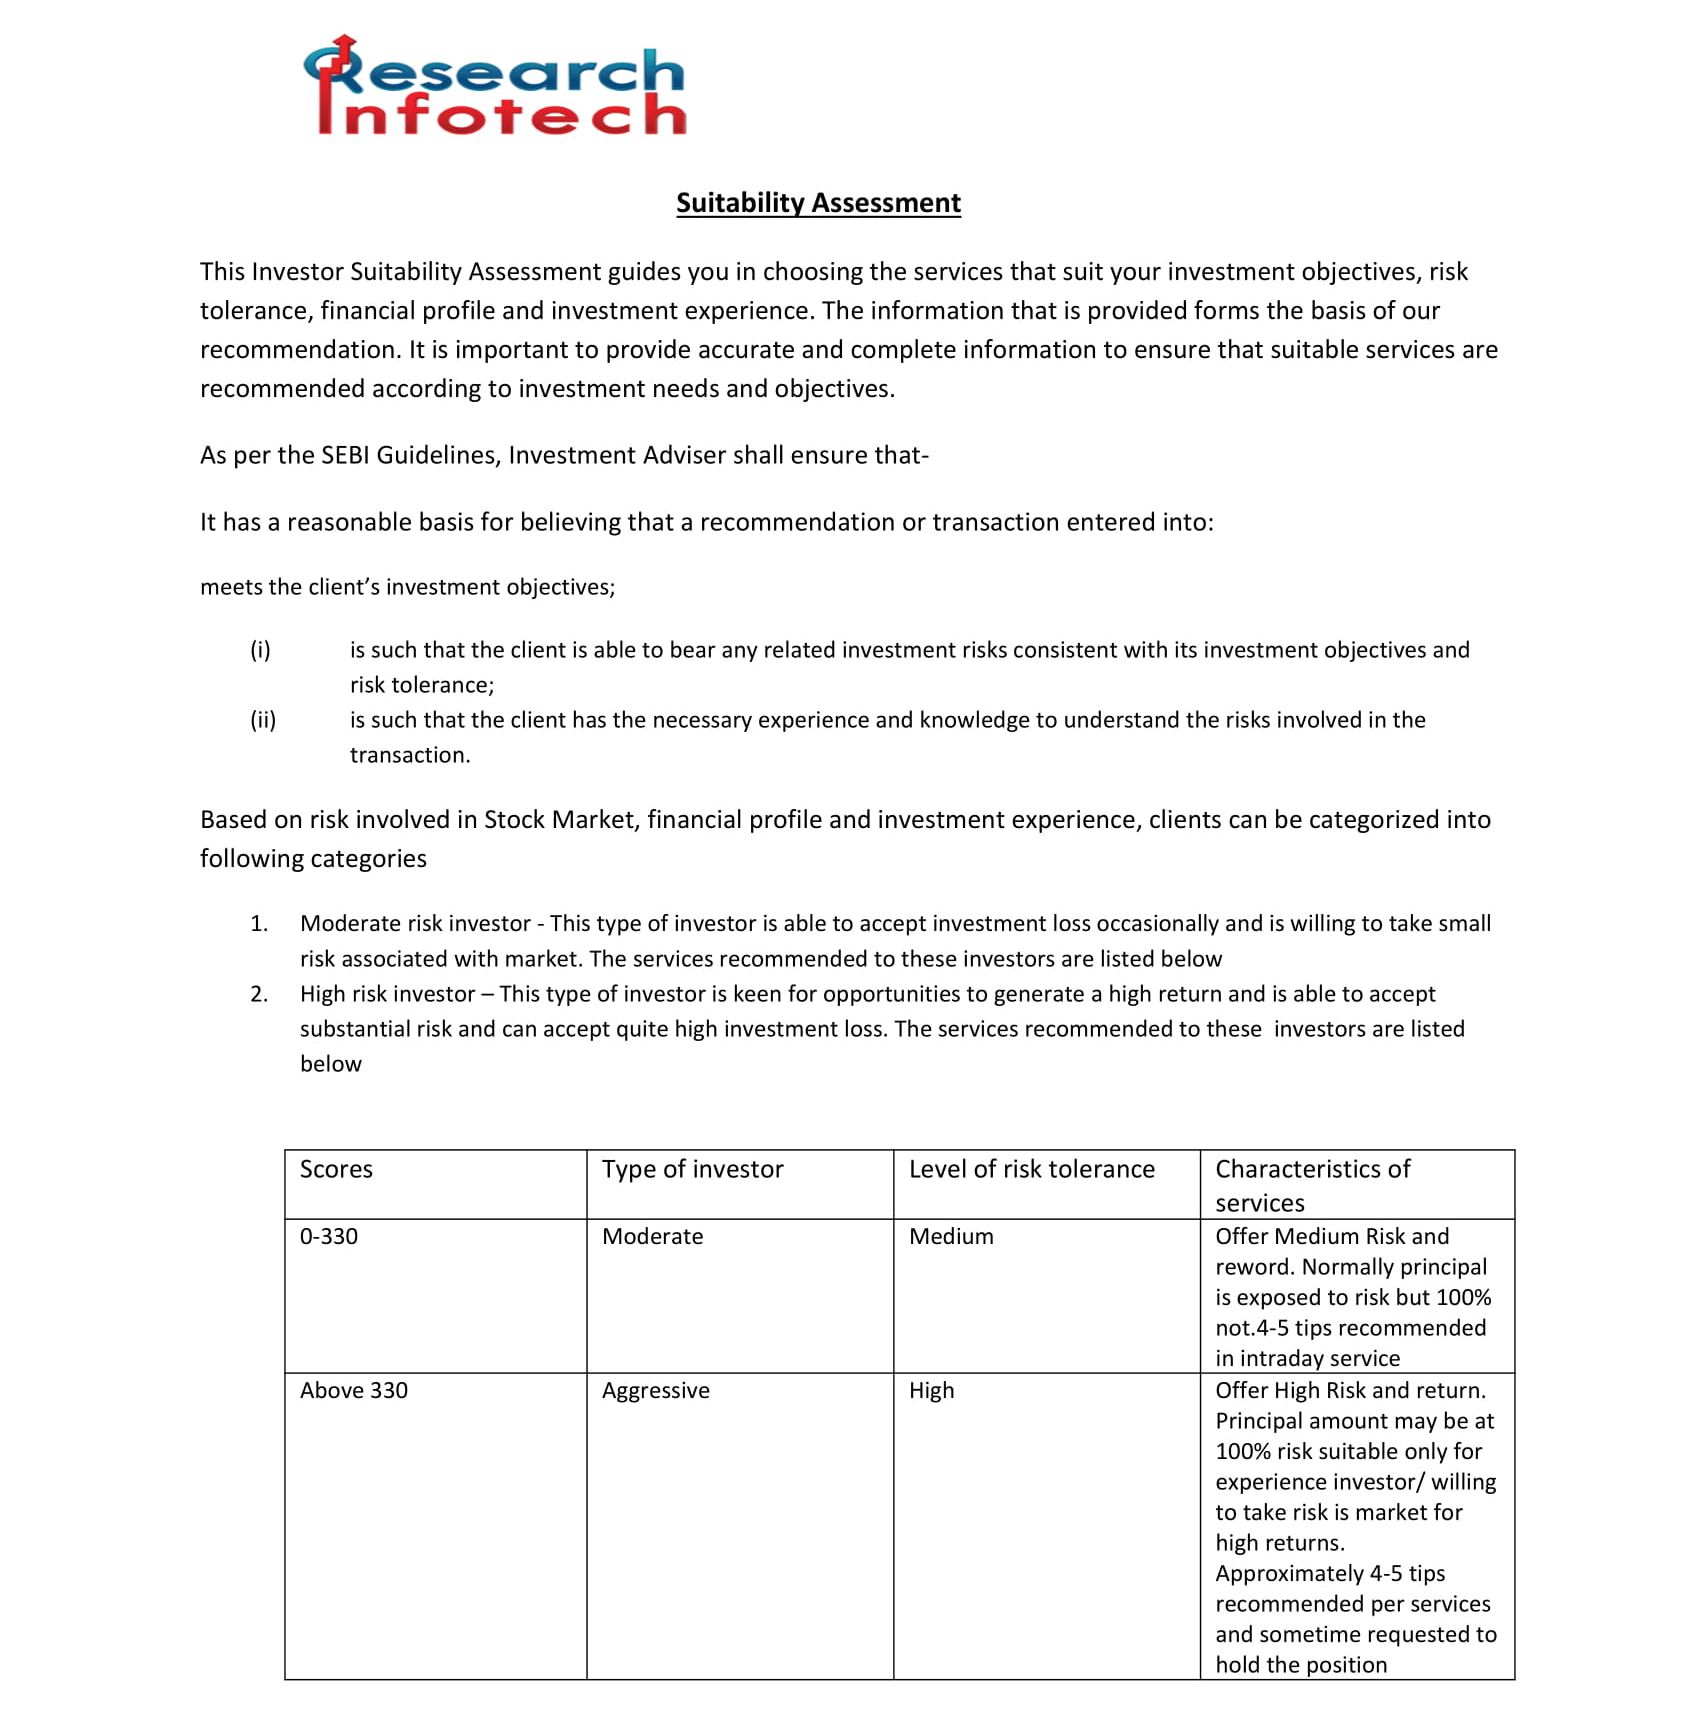 Research
Infotech
Suitability Assessment
This Investor Suitability Assessment guides you in choosing the services that suit your investment objectives, risk
tolerance, financial profile and investment experience. The information that is provided forms the basis of our
recommendation. It is important to provide accurate and complete information to ensure that suitable services are
recommended according to investment needs and objectives.
As per the SEBI Guidelines, Investment Adviser shall ensure that-
It has a reasonable basis for believing that a recommendation or transaction entered into:
meets the client’s investment objectives;
(i) is such that the client is able to bear any related investment risks consistent with its investment objectives and
risk tolerance;
(ii) is such that the client has the necessary experience and knowledge to understand the risks involved in the
transaction.
Based on risk involved in Stock Market, financial profile and investment experience, clients can be categorized into
following categories
1. Moderate risk investor - This type of investor is able to accept investment loss occasionally and is willing to take small
risk associated with market. The services recommended to these investors are listed below
2. High risk investor – This type of investor is keen for opportunities to generate a high return and is able to accept
substantial risk and can accept quite high investment loss. The services recommended to these  investors are listed
below
Scores Type of investor Level of risk tolerance Characteristics of
services
0-330 Moderate Medium Offer Medium Risk and
reword. Normally principal
is exposed to risk but 100%
not.4-5 tips recommended
in intraday service
Above 330 Aggressive High Offer High Risk and return.
Principal amount may be at
100% risk suitable only for
experience investor/ willing
to take risk is market for
high returns.
Approximately 4-5 tips
recommended per services
and sometime requested to
hold the position